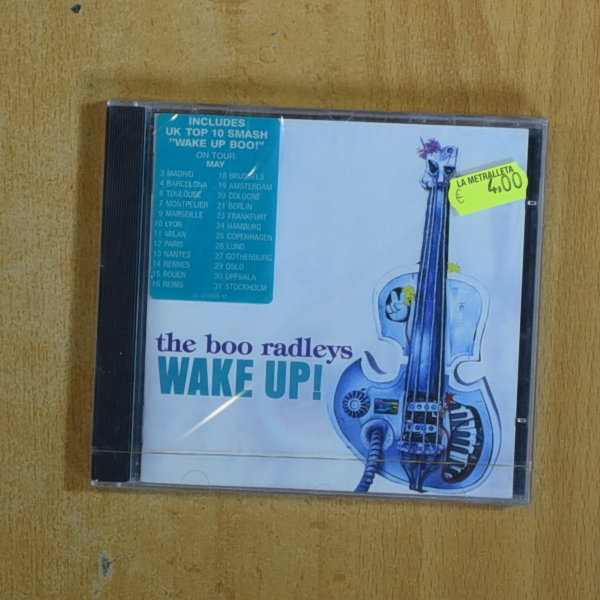 INCLUDES
UK TOP 10 SMASH
"WAKE UP BOO!"
ON TOUR
MAY
3 MADRID
4 BARCELONA
6 TOULOUSE
7 MONTPELIER
9 MARSEILLE
10 LYON
11 MILAN
12 PARIS
13 NANTES
14 RENNES
15 ROUEN
16 REIMS
18 BRUSSELS
19 AMSTERDAM
20 COLOGNE
21 BERLIN
23 FRANKFURT
24 HAMBURG
25 COPENHAGEN
26 LUND
27 GOTHENBURG
29 OSLO
30 UPPSALA
31 STOCKHOLM
LA METRALLETA
€ 4,00
the boo radleys
WAKE UP!